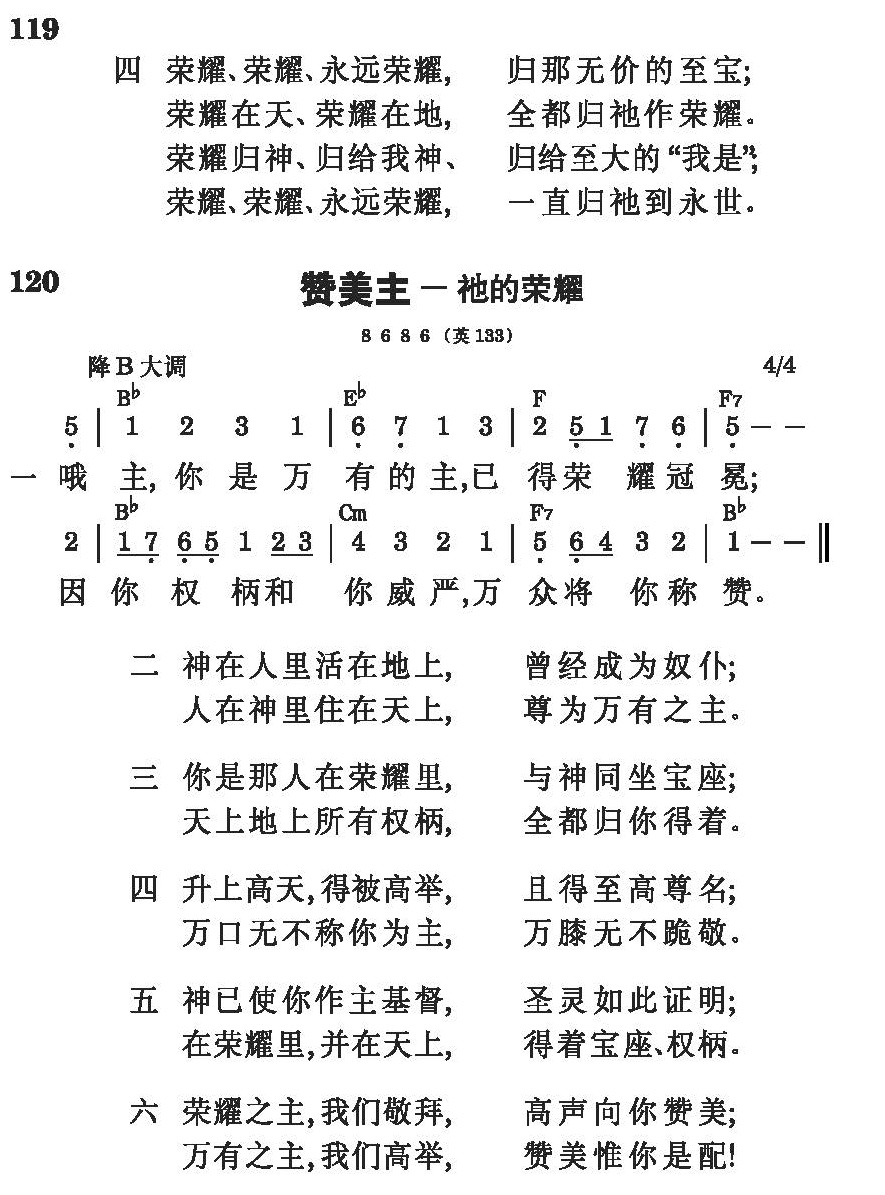 119
四 荣耀、荣耀、永远荣耀, 归那无价的至宝;
荣耀在天、荣耀在地, 全都归祂作荣耀。
荣耀归神、归给我神、 归给至大的“我是”;
荣耀、荣耀、永远荣耀, 一直归祂到永世。
120 赞美主 — 祂的荣耀
8 6 8 6 (英 133)
降 B 大调 4/4
B♭ E♭ F F7
5̣ | 1 2 3 1 | 6̣ 7̣ 1 3 | 2 5̣ 1 7̣ 6̣ | 5̣ — —
一 哦 主, 你 是 万 有 的 主, 已 得 荣 耀 冠 冕;
B♭ Cm F7 B♭
2 | 1 7̣ 6̣ 5̣ 1 2 3 | 4 3 2 1 | 5̣ 6̣ 4 3 2 | 1 — — ‖
因 你 权 柄 和 你 威 严, 万 众 将 你 称 赞。
二 神在人里活在地上, 曾经成为奴仆;
人在神里住在天上, 尊为万有之主。
三 你是那人在荣耀里, 与神同坐宝座;
天上地上所有权柄, 全都归你得着。
四 升上高天,得被高举, 且得至高尊名;
万口无不称你为主, 万膝无不跪敬。
五 神已使你作主基督, 圣灵如此证明;
在荣耀里,并在天上, 得着宝座、权柄。
六 荣耀之主,我们敬拜, 高声向你赞美;
万有之主,我们高举, 赞美惟你是配!